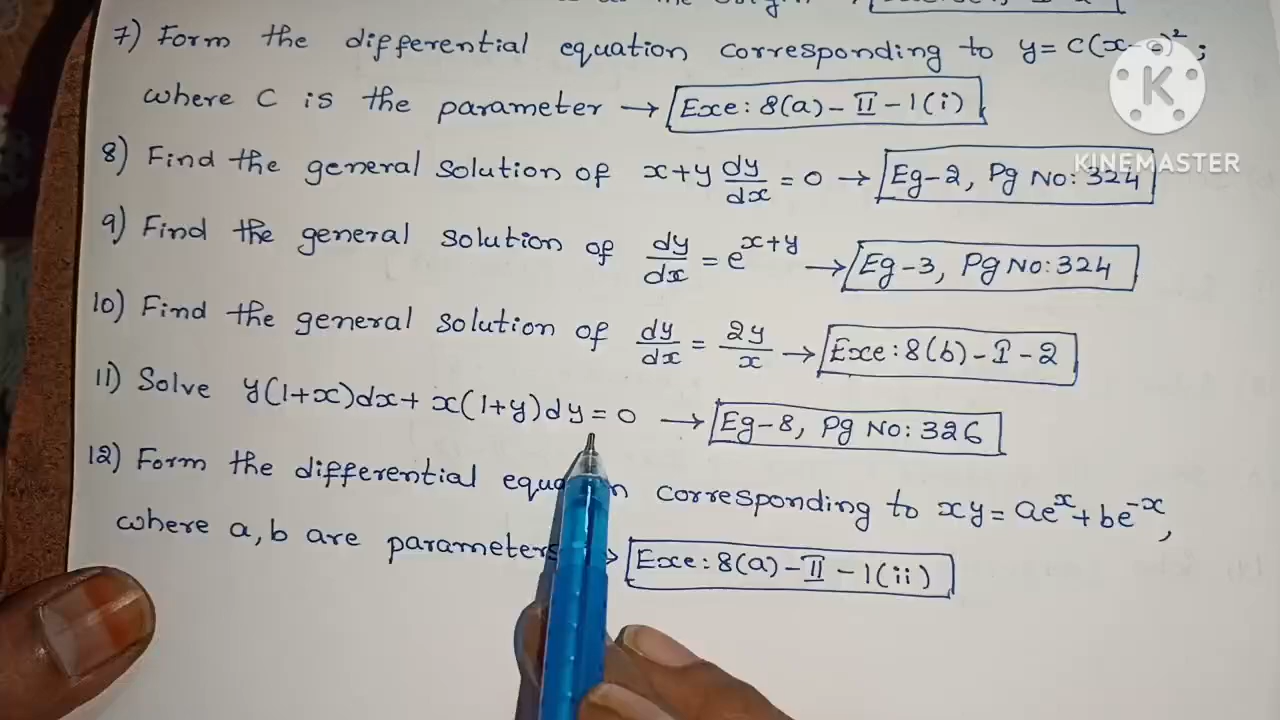 7) Form the differential equation corresponding to y = c(x-c)²;
where c is the parameter → Exe: 8(a) - II - 1(i)
K
KINEMASTER
8) Find the general solution of x+y dy/dx = 0 → Eg-2, Pg No: 324
9) Find the general solution of dy/dx = e^(x+y) → Eg-3, Pg No: 324
10) Find the general solution of dy/dx = 2y/x → Exe: 8(b) - I - 2
11) Solve y(1+x)dx + x(1+y)dy = 0 → Eg-8, Pg No: 326
12) Form the differential corresponding to xy = ae^x + be^-x,
where a, b are parameters → Exe: 8(a) - II - 1(ii)